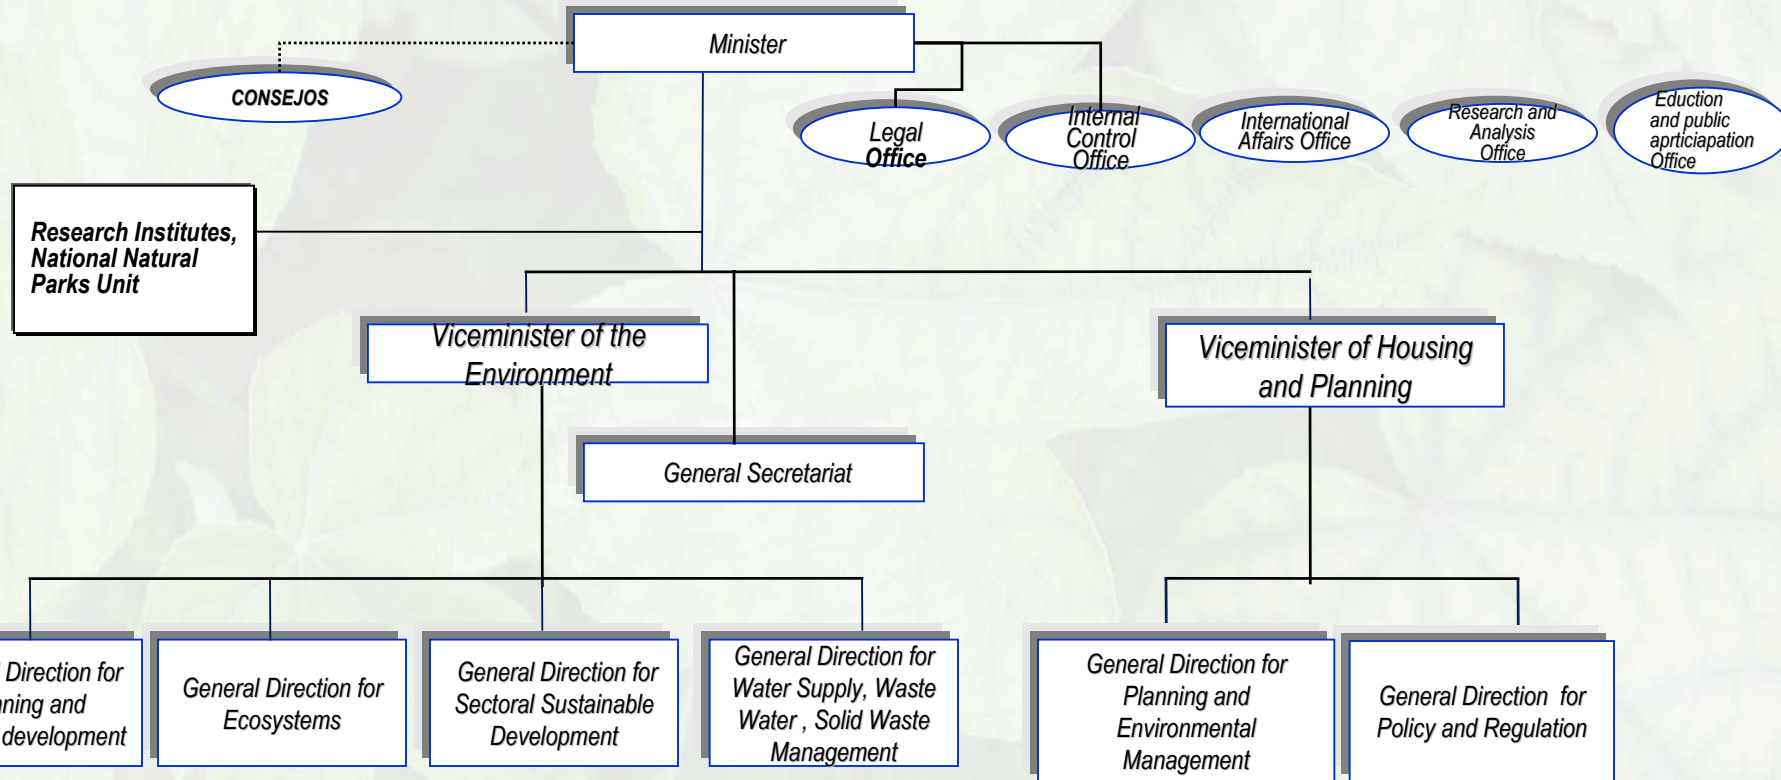 Minister
CONSEJOS
Legal
Office
Internal
Control
Office
International
Affairs Office
Research and
Analysis
Office
Eduction
and public
aprticiapation
Office
Research Institutes,
National Natural
Parks Unit
Viceminister of the
Environment
Viceminister of Housing
and Planning
General Secretariat
Direction for
and
development
General Direction for
Ecosystems
General Direction for
Sectoral Sustainable
Development
General Direction for
Water Supply, Waste
Water , Solid Waste
Management
General Direction for
Planning and
Environmental
Management
General Direction for
Policy and Regulation